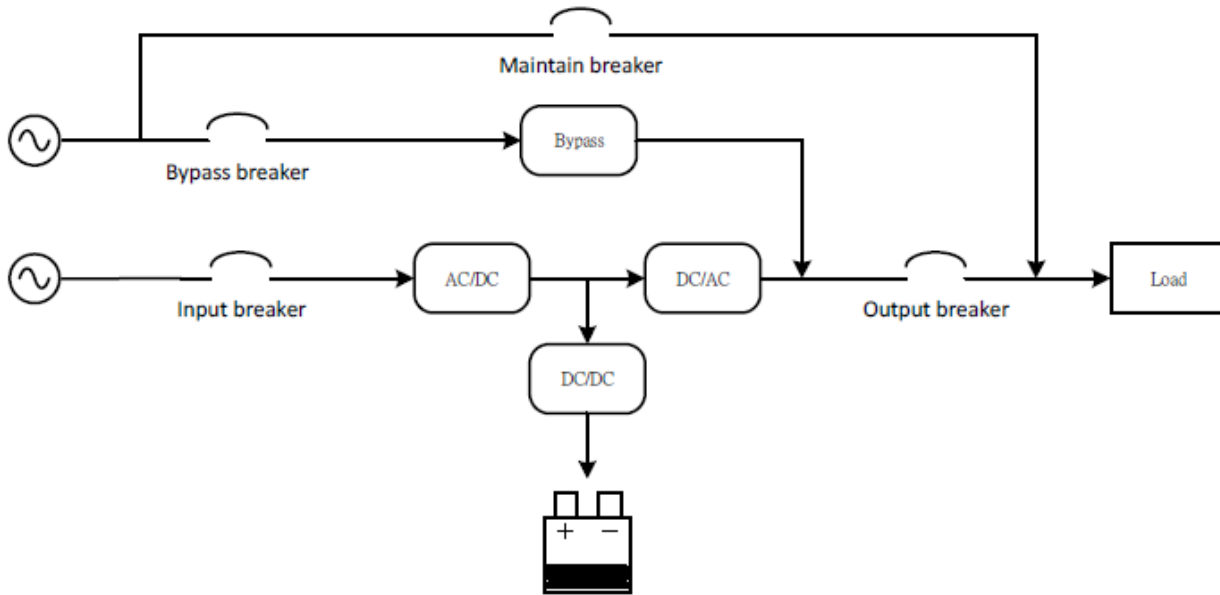 Maintain breaker
Bypass
Bypass breaker
AC/DC
DC/AC
Load
Input breaker
Output breaker
DC/DC
+ −